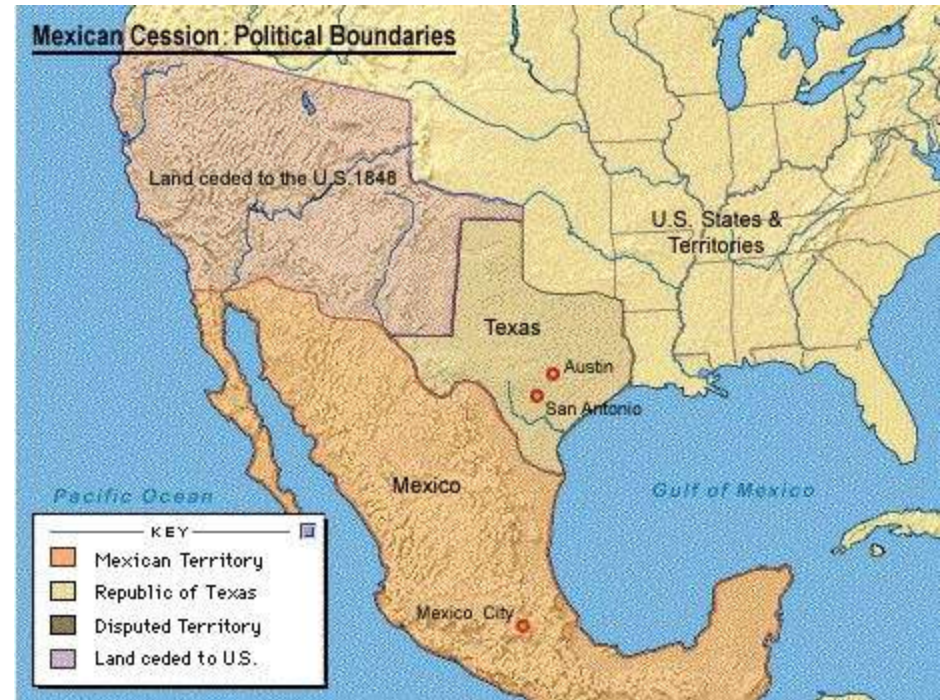 Mexican Cession: Political Boundaries
Land ceded to the U.S.1848
U.S. States &
Territories
Texas
Austin
San Antonio
Mexico
Pacific Ocean
Gulf of Mexico
KEY
Mexican Territory
Republic of Texas
Disputed Territory
Land ceded to U.S.
Mexico City